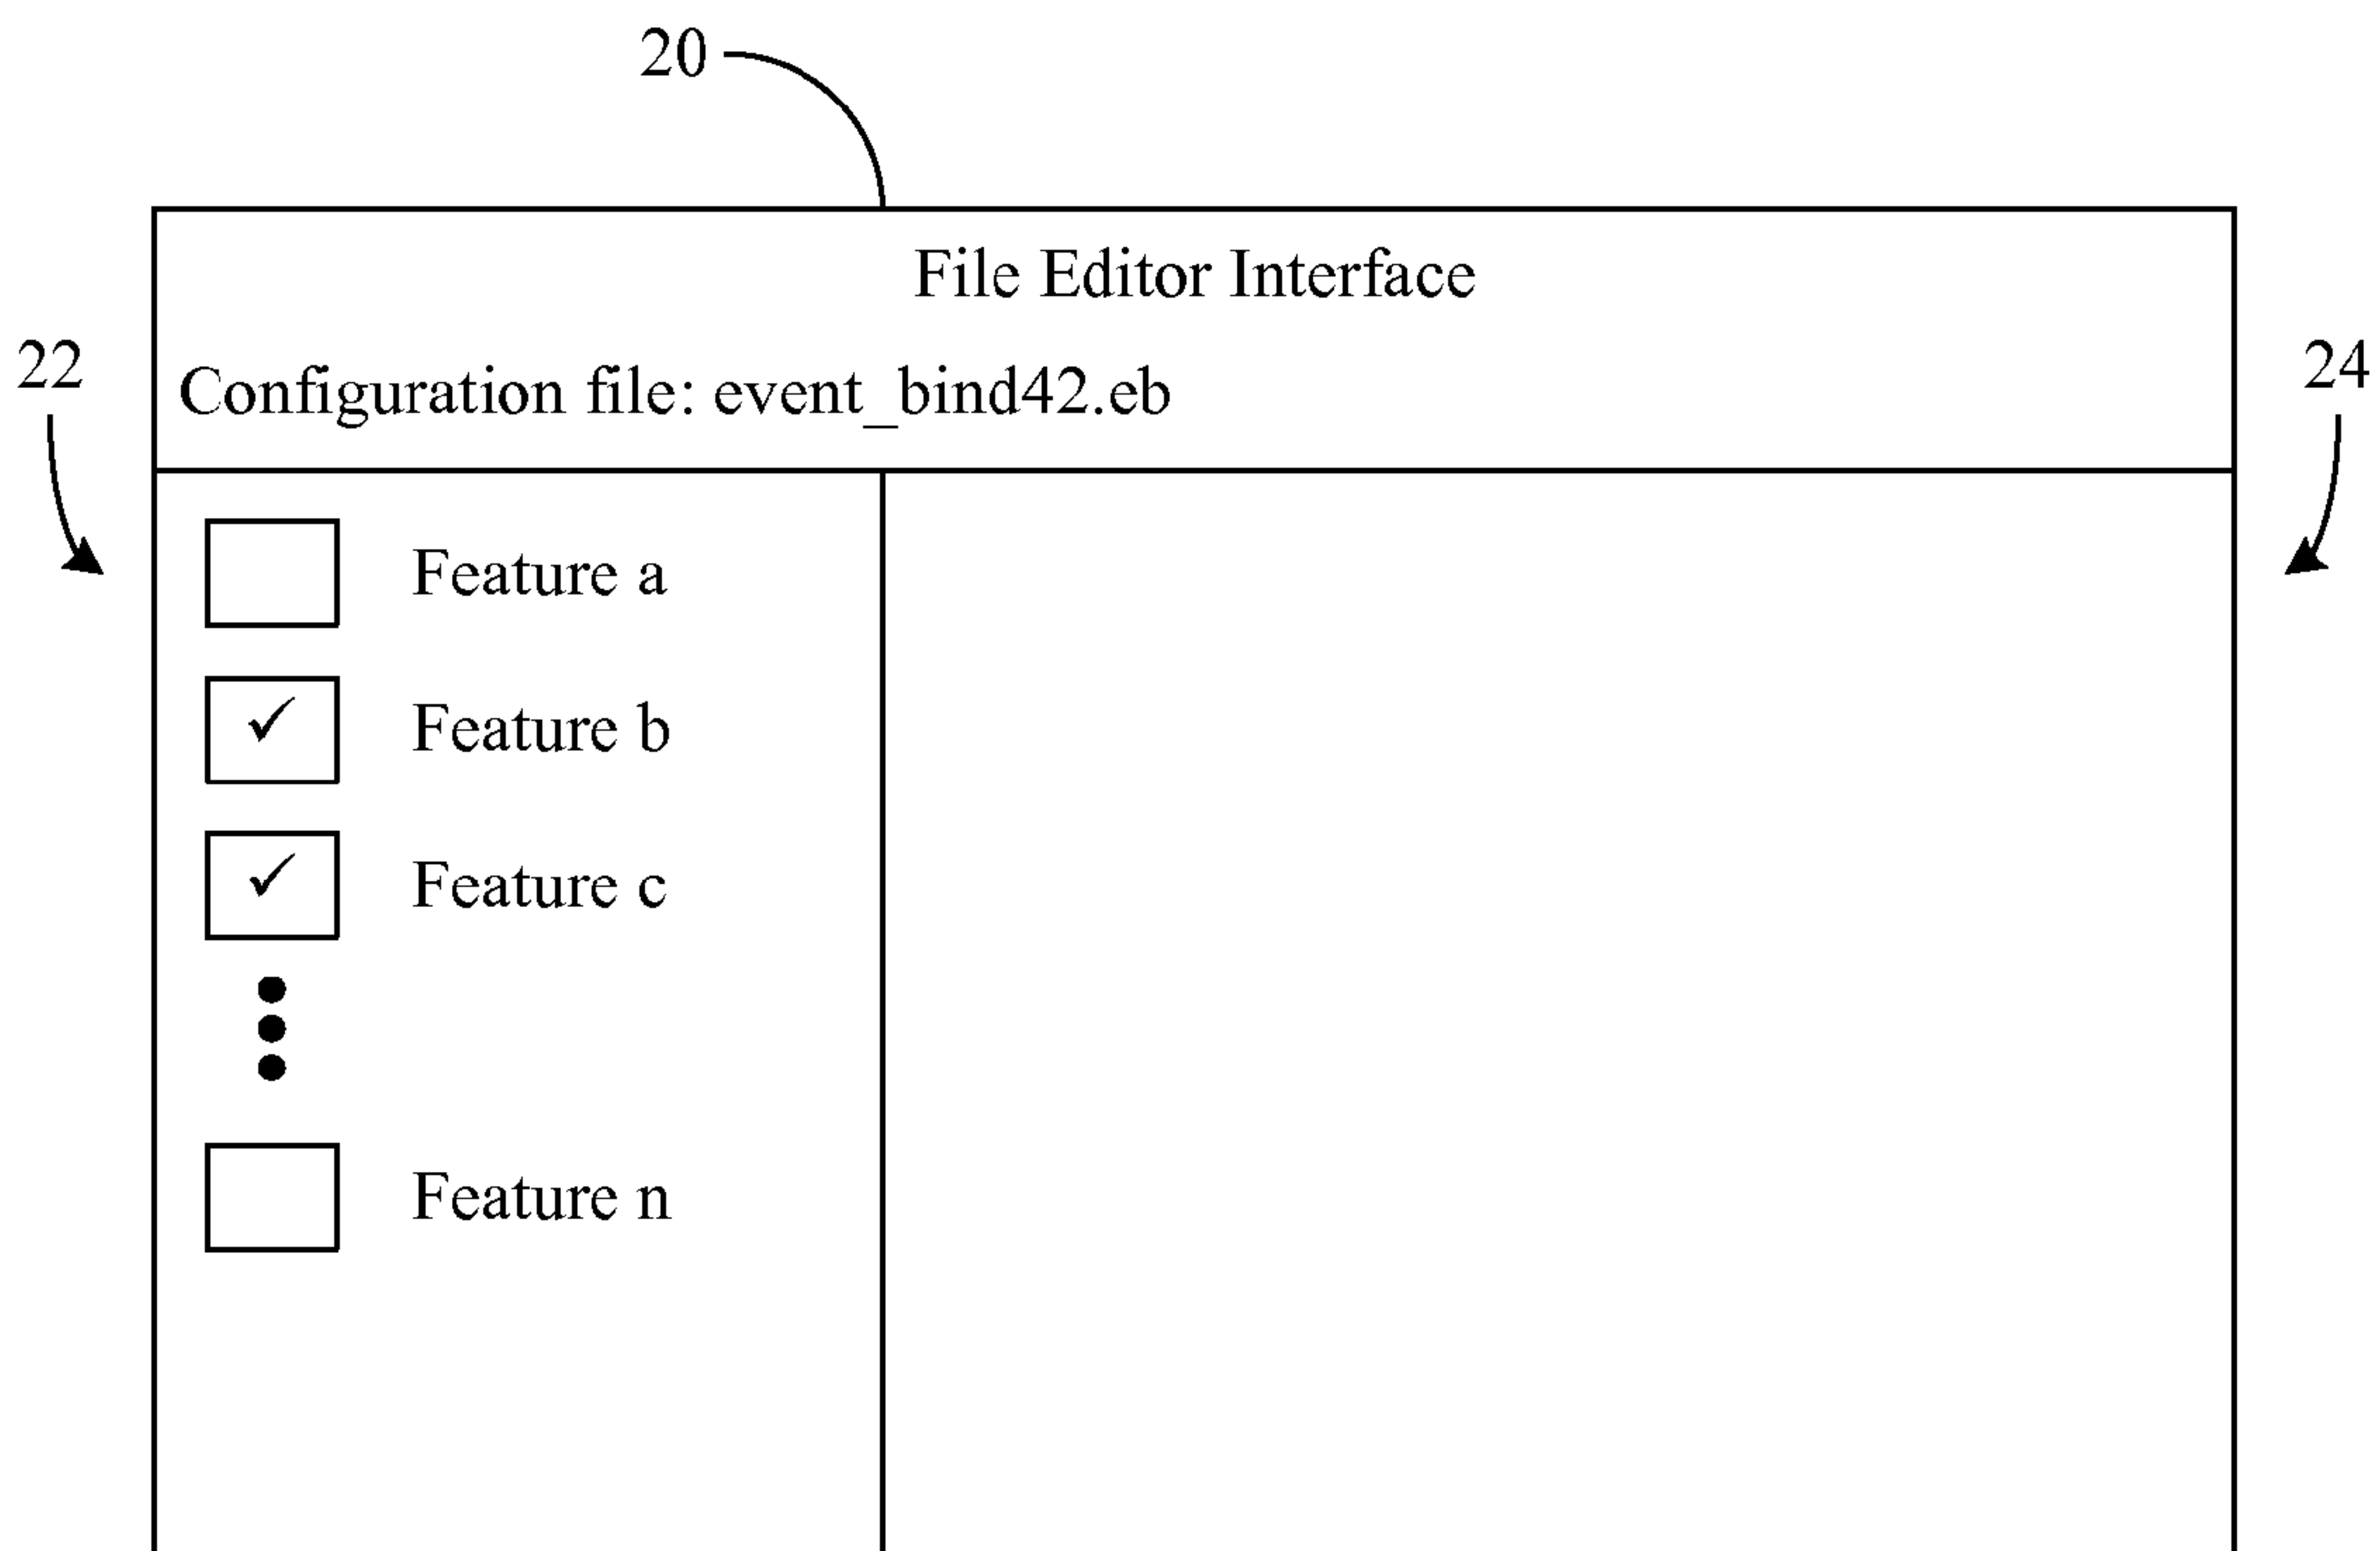 20
File Editor Interface
22
Configuration file: event_bind42.eb
24
Feature a
✓ Feature b
✓ Feature c
Feature n